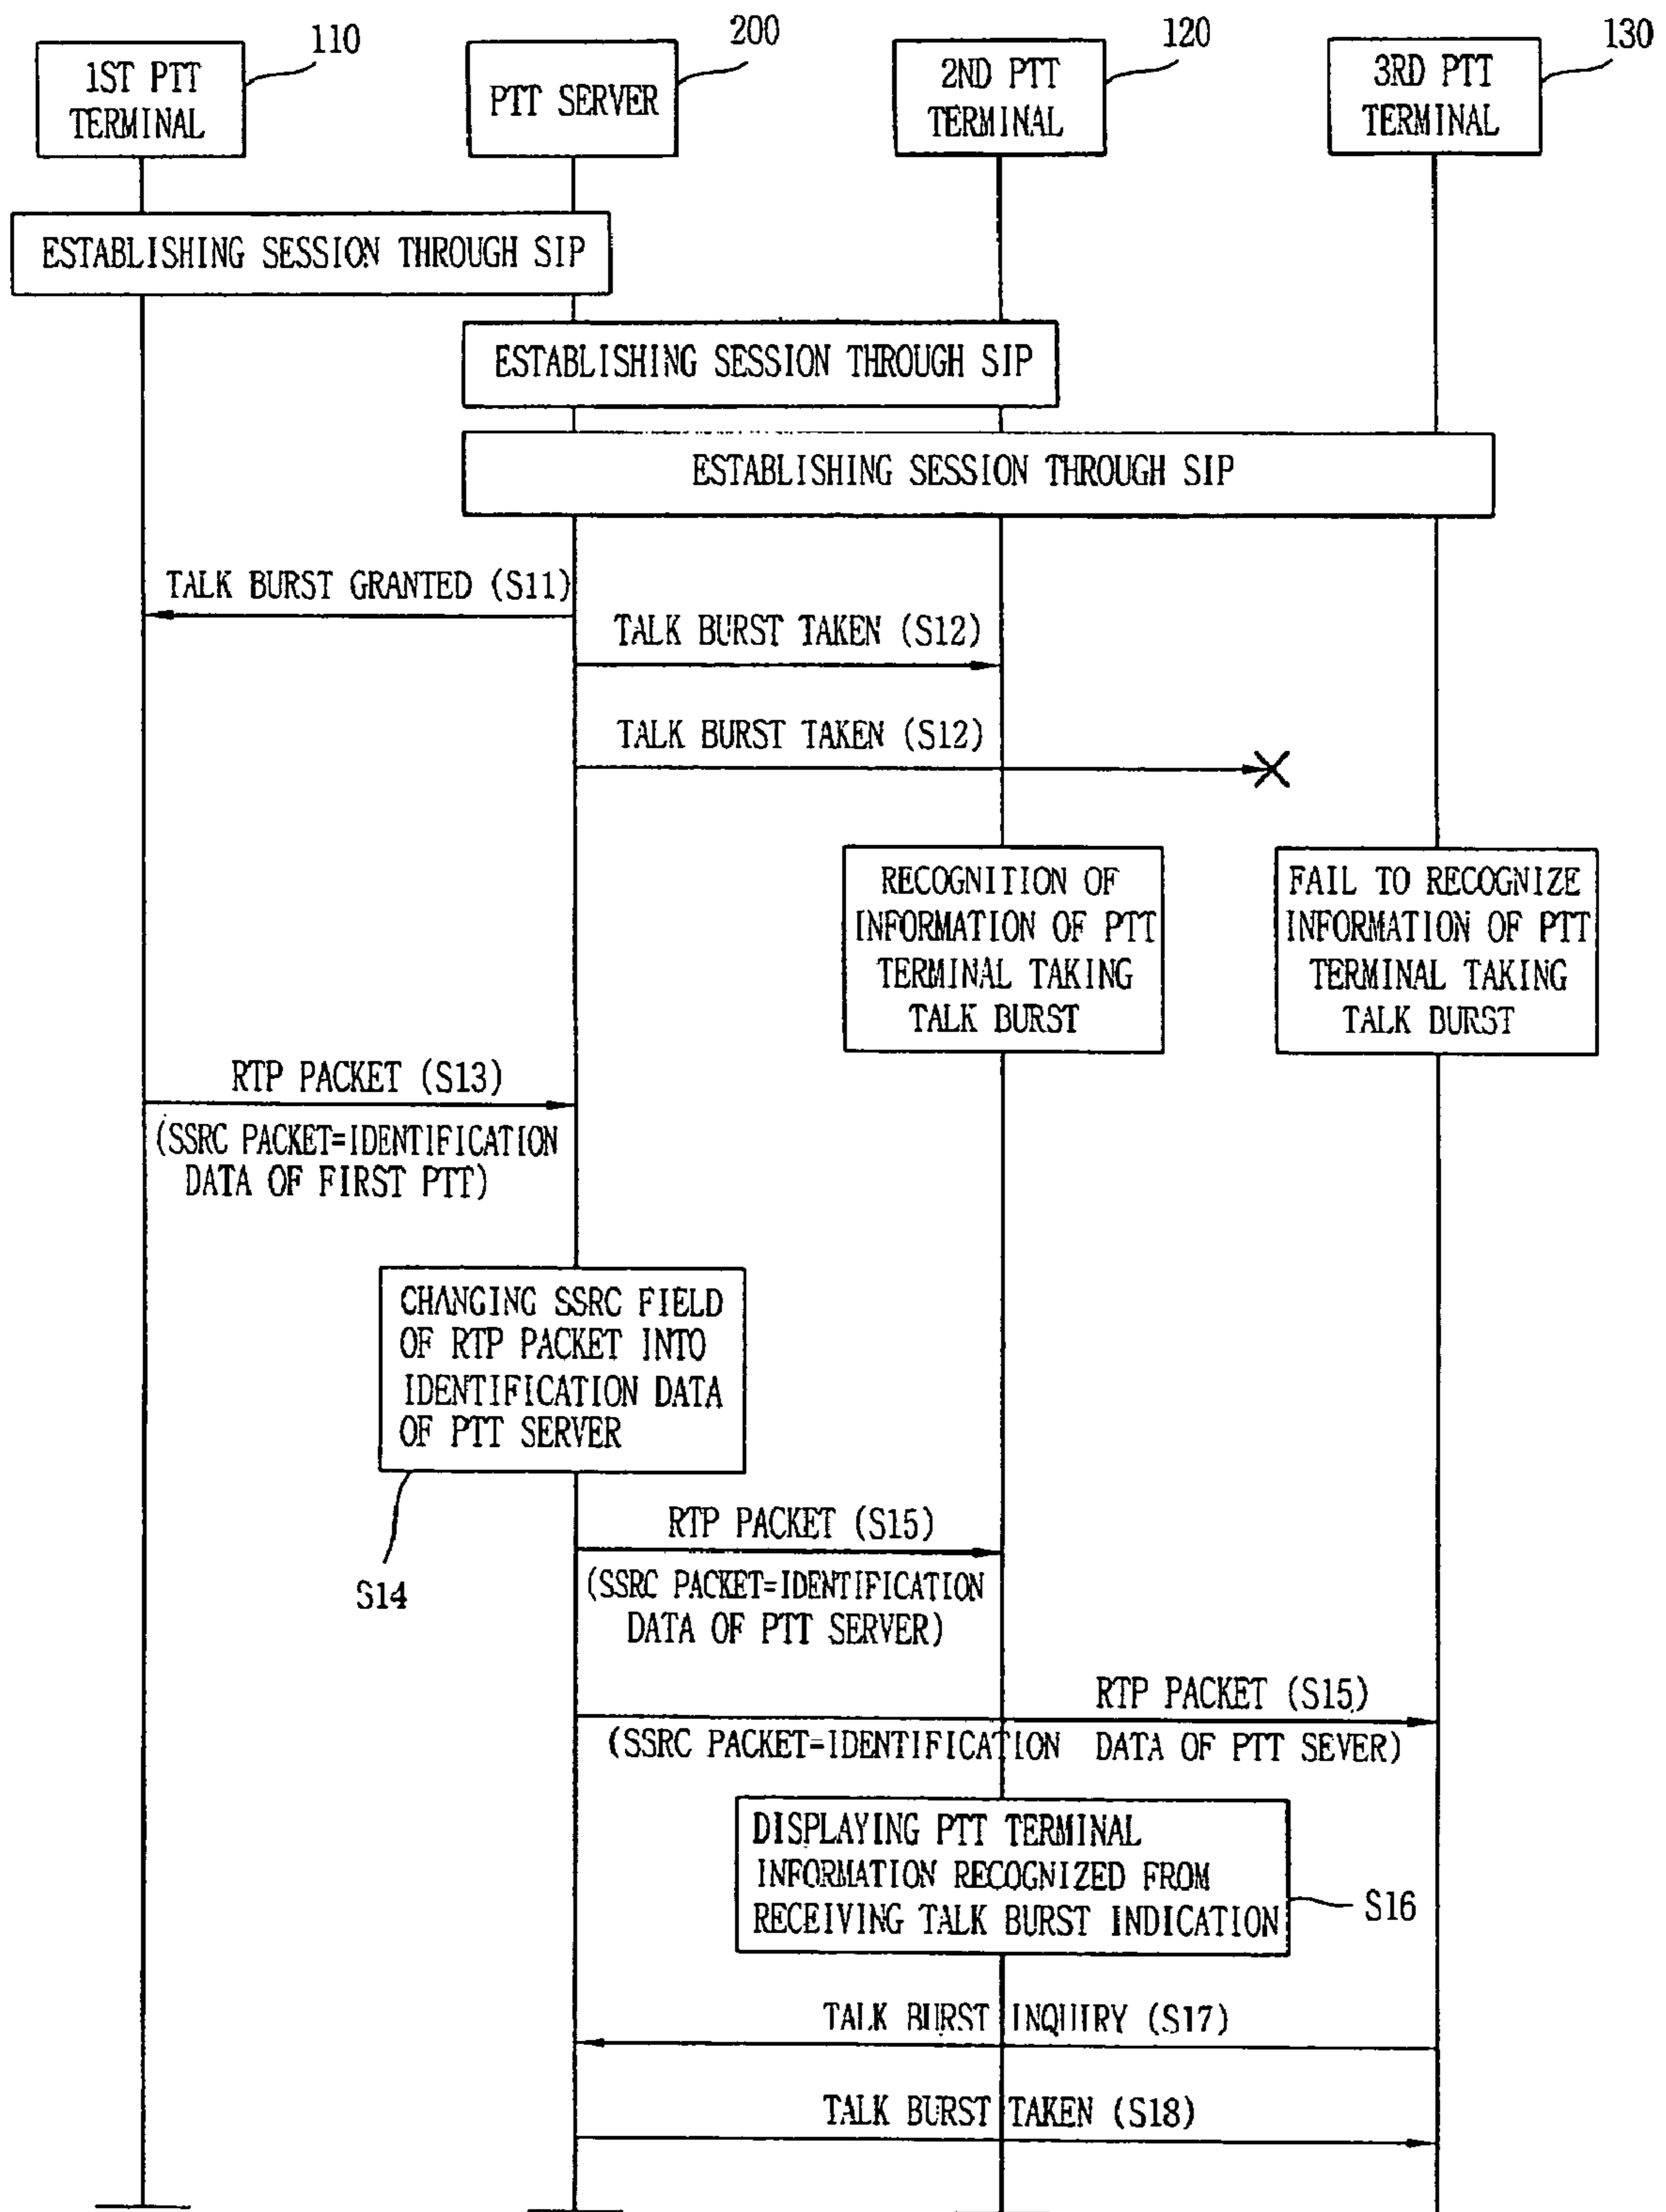 110
200
120
130
1ST PTT
TERMINAL
PTT SERVER
2ND PTT
TERMINAL
3RD PTT
TERMINAL
ESTABLISHING SESSION THROUGH SIP
ESTABLISHING SESSION THROUGH SIP
ESTABLISHING SESSION THROUGH SIP
TALK BURST GRANTED (S11)
TALK BURST TAKEN (S12)
TALK BURST TAKEN (S12)
RECOGNITION OF
INFORMATION OF PTT
TERMINAL TAKING
TALK BURST
FAIL TO RECOGNIZE
INFORMATION OF PTT
TERMINAL TAKING
TALK BURST
RTP PACKET (S13)
(SSRC PACKET=IDENTIFICATION
DATA OF FIRST PTT)
CHANGING SSRC FIELD
OF RTP PACKET INTO
IDENTIFICATION DATA
OF PTT SERVER
S14
RTP PACKET (S15)
(SSRC PACKET=IDENTIFICATION
DATA OF PTT SERVER)
RTP PACKET (S15)
(SSRC PACKET=IDENTIFICATION DATA OF PTT SEVER)
DISPLAYING PTT TERMINAL
INFORMATION RECOGNIZED FROM
RECEIVING TALK BURST INDICATION
S16
TALK BURST INQUIRY (S17)
TALK BURST TAKEN (S18)